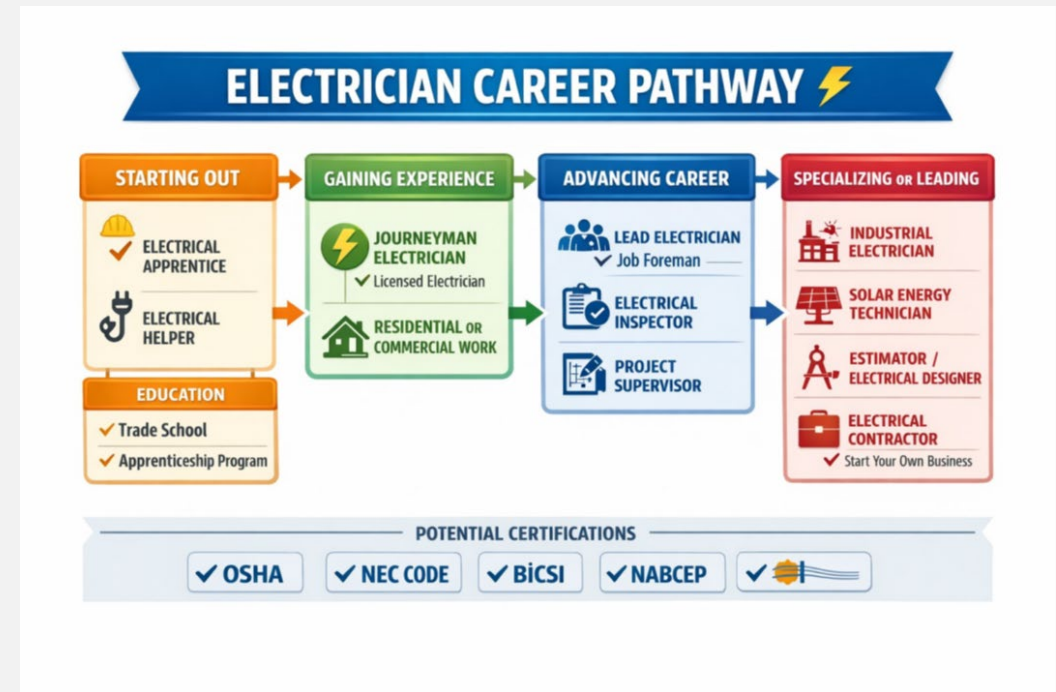 ELECTRICIAN CAREER PATHWAY
STARTING OUT
ELECTRICAL
APPRENTICE
ELECTRICAL
HELPER
EDUCATION
Trade School
Apprenticeship Program
GAINING EXPERIENCE
JOURNEYMAN
ELECTRICIAN
Licensed Electrician
RESIDENTIAL OR
COMMERCIAL WORK
ADVANCING CAREER
LEAD ELECTRICIAN
Job Foreman
ELECTRICAL
INSPECTOR
PROJECT
SUPERVISOR
SPECIALIZING OR LEADING
INDUSTRIAL
ELECTRICIAN
SOLAR ENERGY
TECHNICIAN
ESTIMATOR /
ELECTRICAL DESIGNER
ELECTRICAL
CONTRACTOR
Start Your Own Business
POTENTIAL CERTIFICATIONS
OSHA
NEC CODE
BiCSI
NABCEP